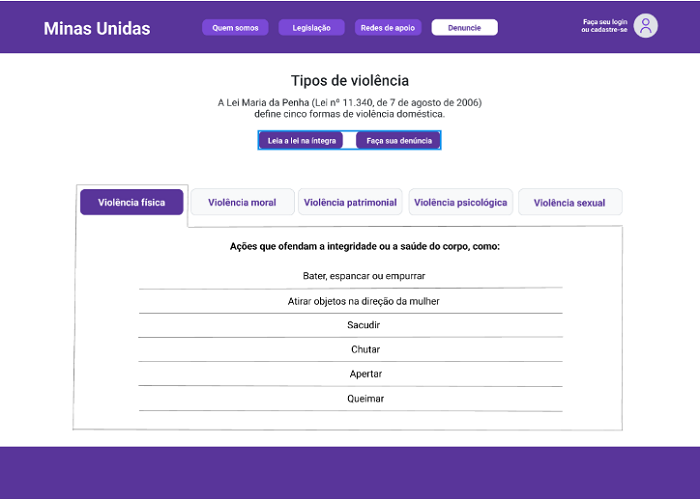 Minas Unidas
Quem somos
Legislação
Redes de apoio
Denuncie
Faça seu login
ou cadastre-se
Tipos de violência
A Lei Maria da Penha (Lei nº 11.340, de 7 de agosto de 2006)
define cinco formas de violência doméstica.
Leia a lei na íntegra
Faça sua denúncia
Violência física
Violência moral
Violência patrimonial
Violência psicológica
Violência sexual
Ações que ofendam a integridade ou a saúde do corpo, como:
Bater, espancar ou empurrar
Atirar objetos na direção da mulher
Sacudir
Chutar
Apertar
Queimar